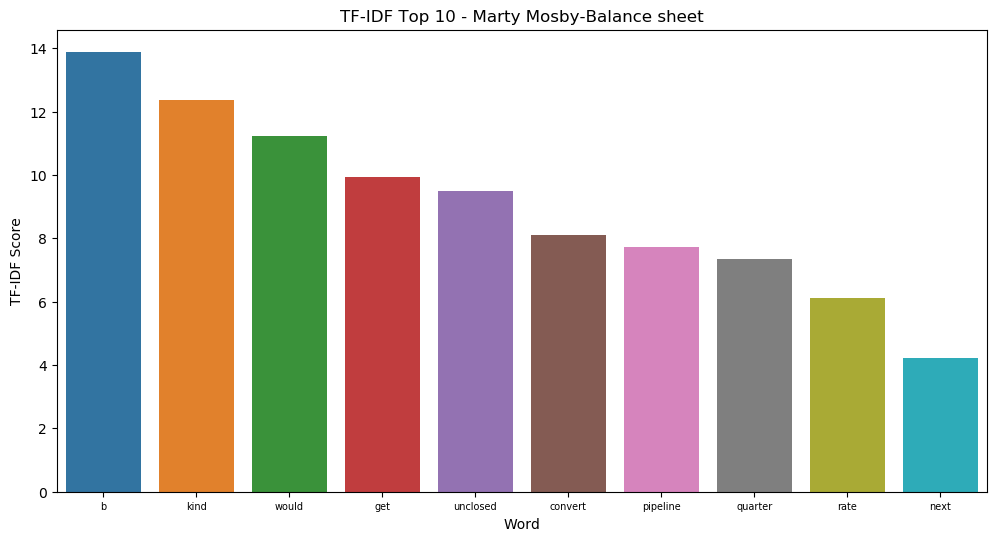 TF-IDF Top 10 - Marty Mosby-Balance sheet
TF-IDF Score
14
12
10
8
6
4
2
0
b kind would get unclosed convert pipeline quarter rate next
Word